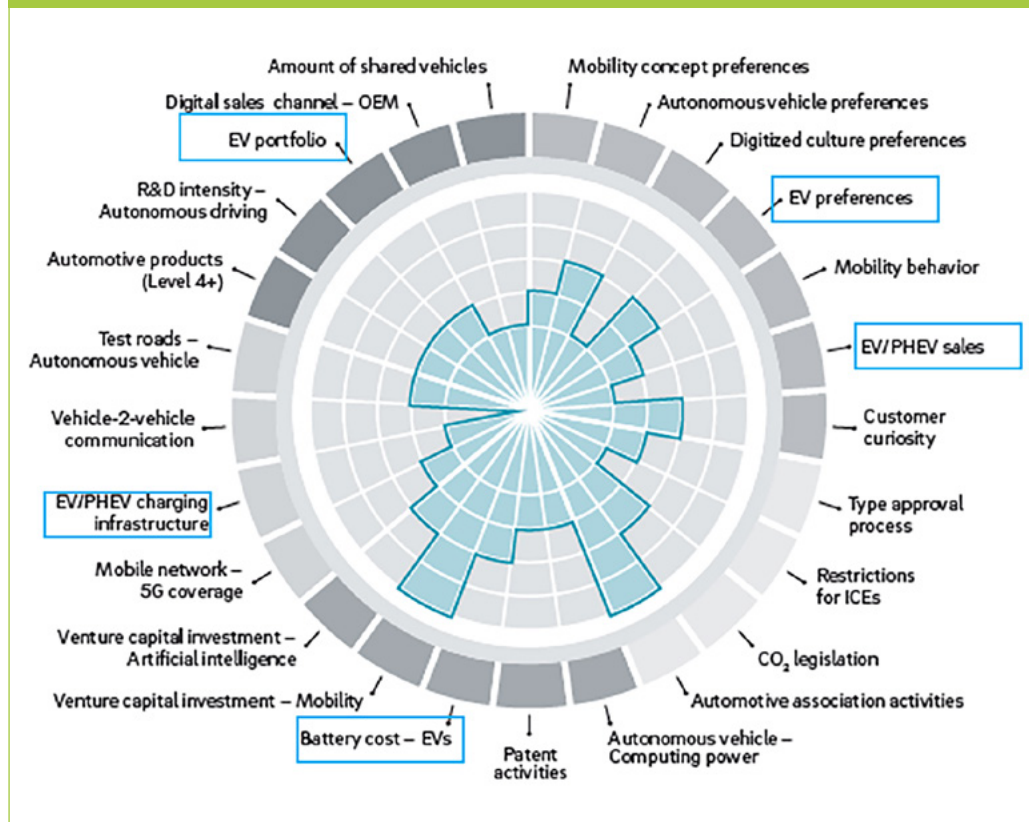 Amount of shared vehicles
Mobility concept preferences
Digital sales channel – OEM
Autonomous vehicle preferences
EV portfolio
Digitized culture preferences
R&D intensity –
Autonomous driving
EV preferences
Automotive products
(Level 4+)
Mobility behavior
Test roads –
Autonomous vehicle
EV/PHEV sales
Vehicle-2-vehicle
communication
Customer
curiosity
EV/PHEV charging
infrastructure
Type approval
process
Mobile network –
5G coverage
Restrictions
for ICEs
Venture capital investment –
Artificial intelligence
CO₂ legislation
Venture capital investment – Mobility
Automotive association activities
Battery cost – EVs
Patent
activities
Autonomous vehicle –
Computing power